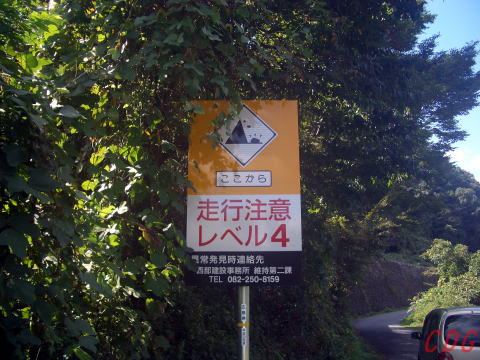 ここから
走行注意
レベル4
異常発見時連絡先
西部建設事務所 維持第二課
TEL 082-250-8159
COG